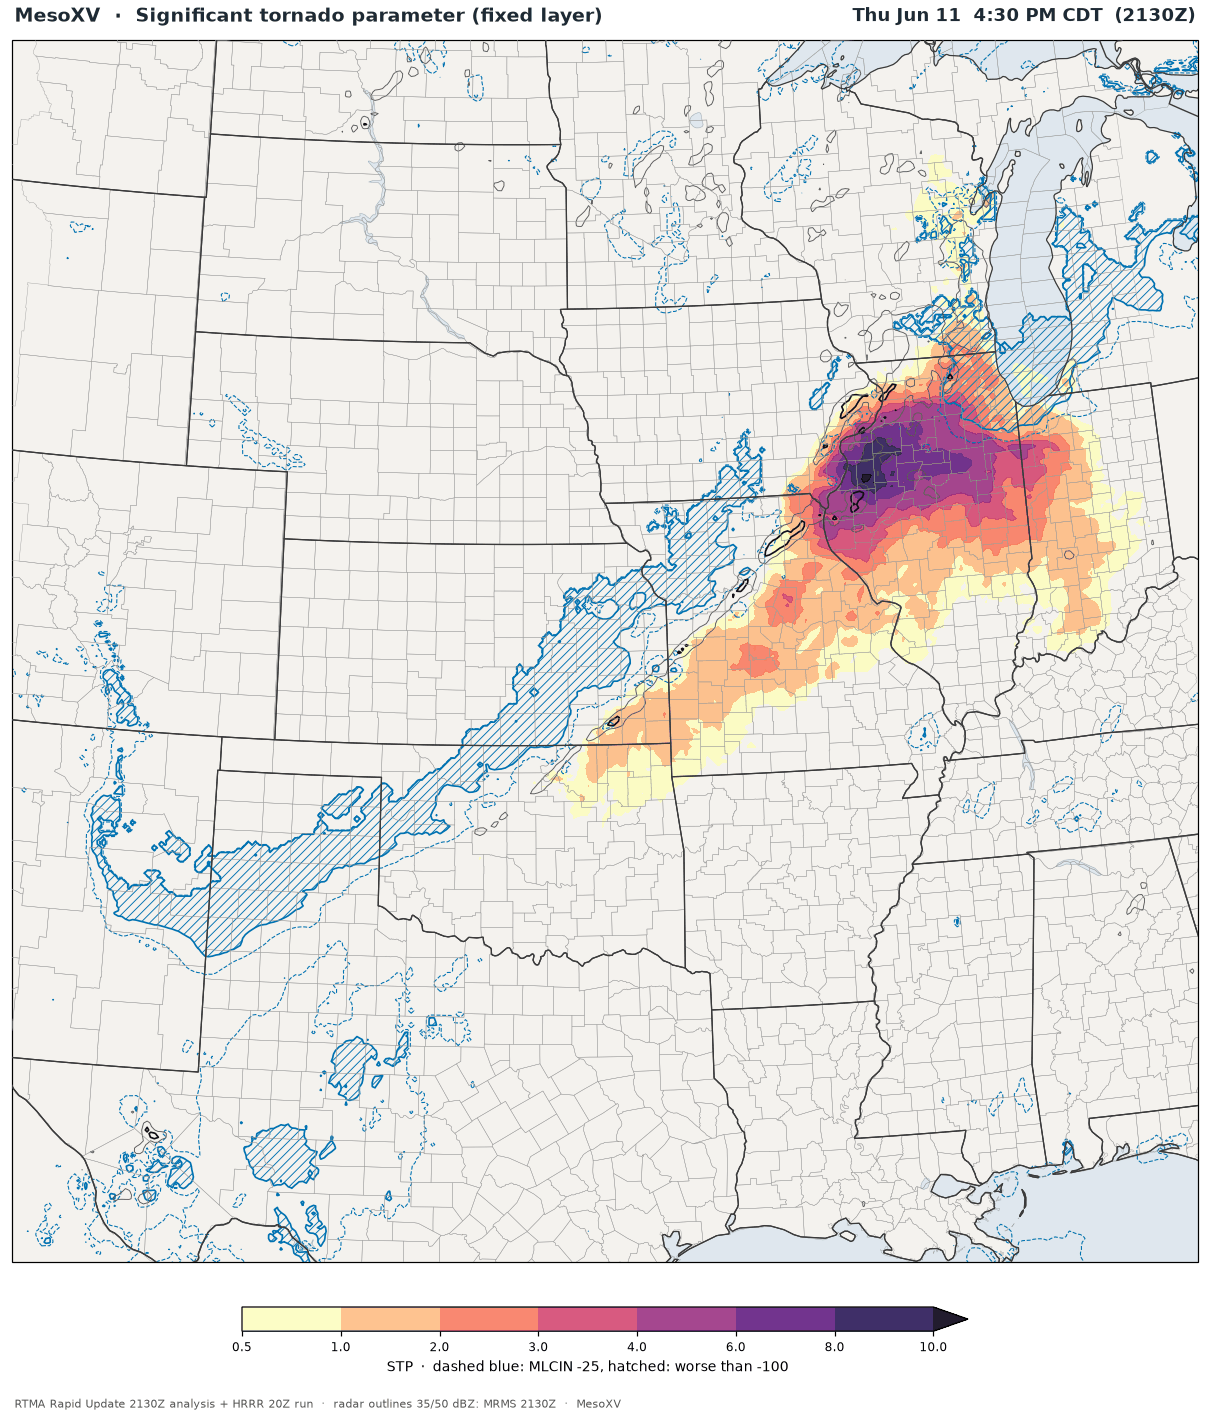 MesoXV · Significant tornado parameter (fixed layer)
Thu Jun 11 4:30 PM CDT (2130Z)
0.5 1.0 2.0 3.0 4.0 6.0 8.0 10.0
STP · dashed blue: MLCIN -25, hatched: worse than -100
RTMA Rapid Update 2130Z analysis + HRRR 20Z run · radar outlines 35/50 dBZ: MRMS 2130Z · MesoXV